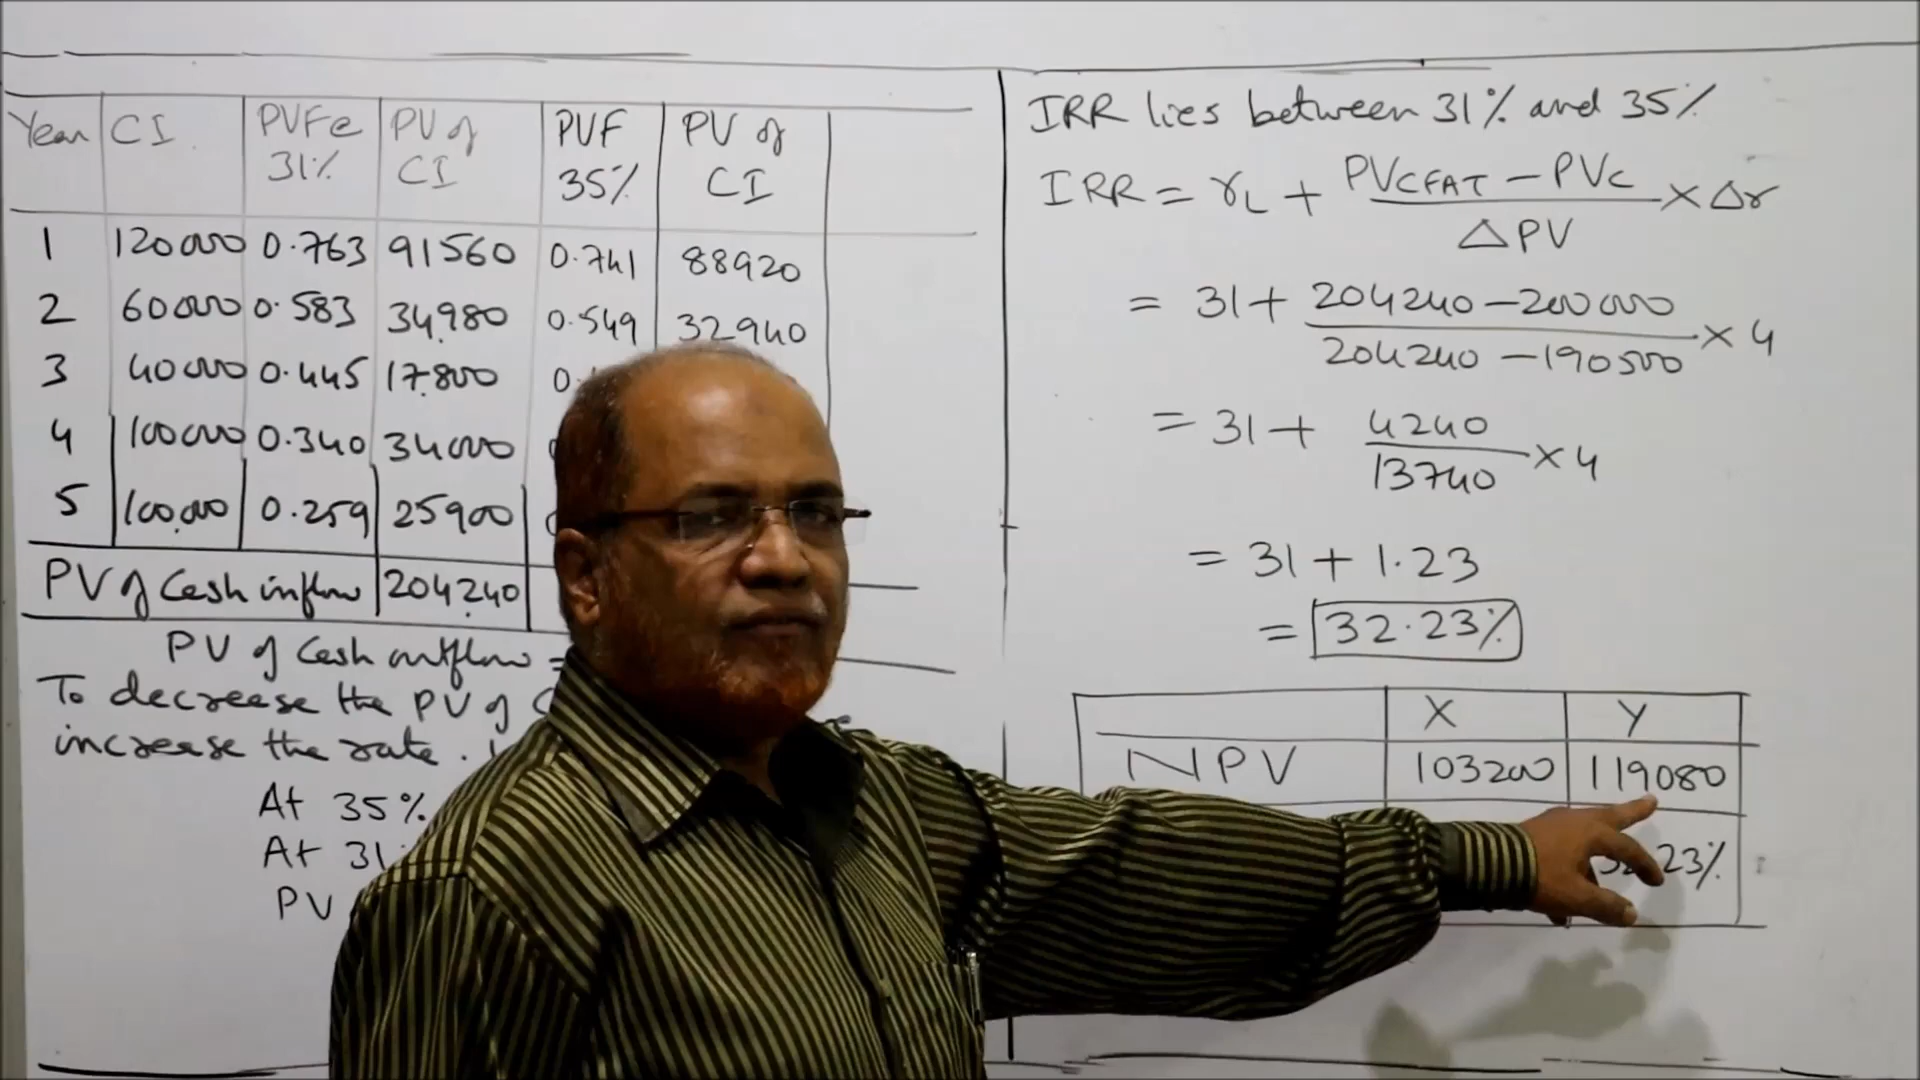 Year CI PVFe 31% PV of CI PVF 35% PV of CI
1 120000 0.763 91560 0.741 88920
2 60000 0.583 34980 0.549 32940
3 40000 0.445 17800 0.
4 100000 0.340 34000
5 100,000 0.259 25900
PV of Cash inflow 204240
PV of Cash outflow =
To decrease the PV of C
increase the rate.
At 35%
At 31
PV
IRR lies between 31% and 35%
IRR = rL + PVCFAT - PVC / ΔPV × Δr
= 31 + 204240 - 200000 / 204240 - 190500 × 4
= 31 + 4240 / 13740 × 4
= 31 + 1.23
= 32.23%
X Y
NPV 103200 119080
23%